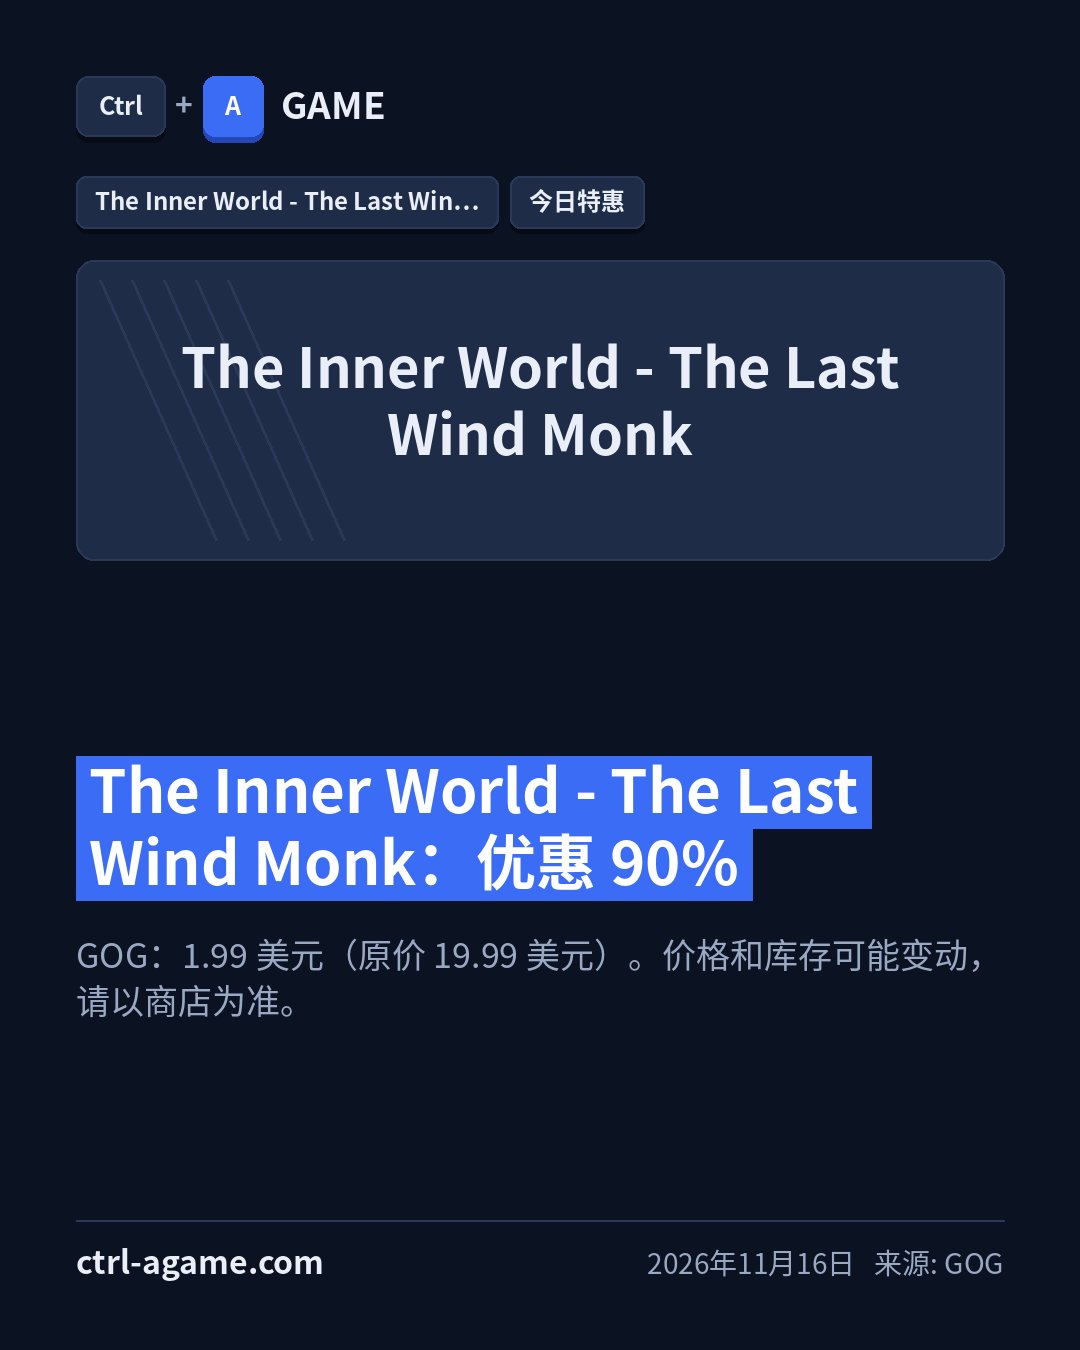 Ctrl + A GAME
The Inner World - The Last Win... 今日特惠
The Inner World - The Last
Wind Monk
The Inner World - The Last
Wind Monk：优惠 90%
GOG：1.99 美元（原价 19.99 美元）。价格和库存可能变动，
请以商店为准。
ctrl-agame.com 2026年11月16日 来源: GOG